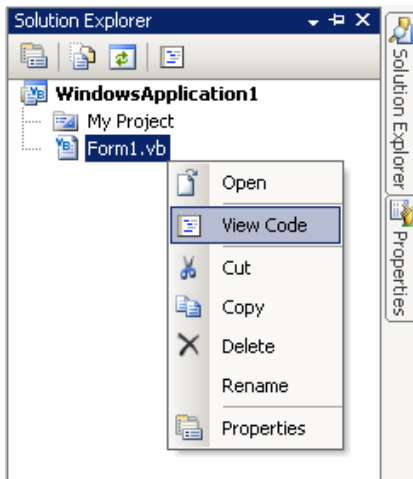 Solution Explorer
WindowsApplication1
My Project
Form1.vb
Open
View Code
Cut
Copy
Delete
Rename
Properties
Solution Explorer
Properties